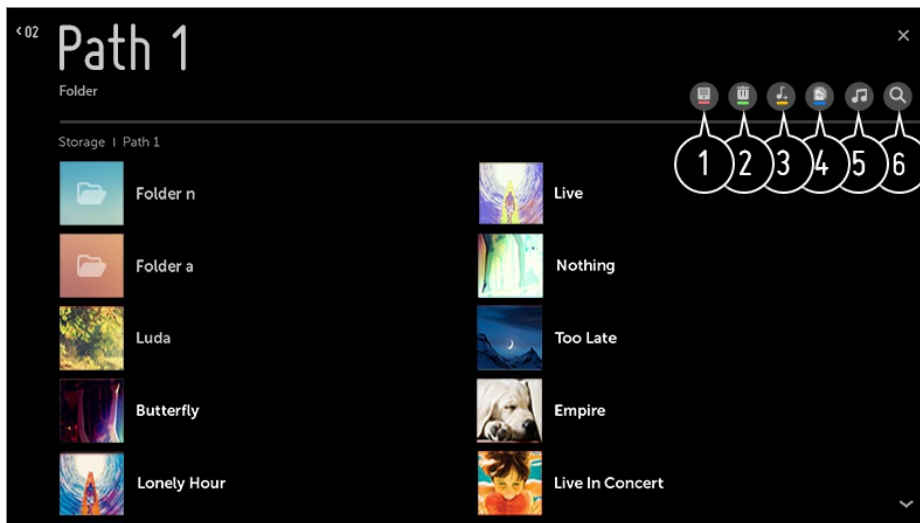 <02
Path 1
Folder
Storage | Path 1
1 2 3 4 5 6
Folder n
Live
Folder a
Nothing
Luda
Too Late
Butterfly
Empire
Lonely Hour
Live In Concert